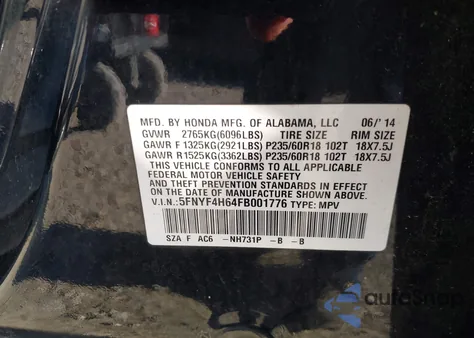 MFD. BY HONDA MFG. OF ALABAMA, LLC 06/'14
GVWR 2765KG(6096LBS) TIRE SIZE RIM SIZE
GAWR F 1325KG(2921LBS) P235/60R18 102T 18X7.5J
GAWR R1525KG(3362LBS) P235/60R18 102T 18X7.5J
THIS VEHICLE CONFORMS TO ALL APPLICABLE
FEDERAL MOTOR VEHICLE SAFETY
THEFT PREVENTION STANDARDS IN EFFECT ON
THE DATE OF MANUFACTURE SHOWN ABOVE.
V.I.N.:5FNYF4H64FB001776 TYPE: MPV
SZA F AC6 -NH731P -B -B
autoSnap